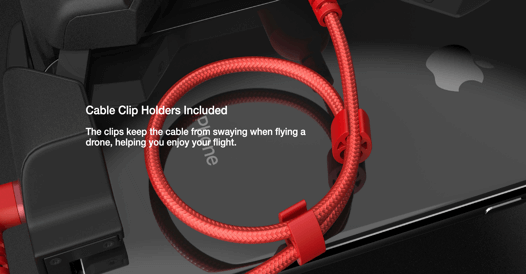 Cable Clip Holders Included
The clips keep the cable from swaying when flying a
drone, helping you enjoy your flight.
iPhone